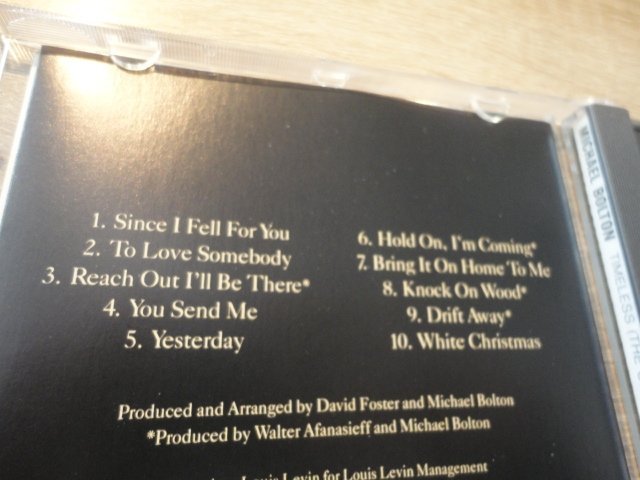 1. Since I Fell For You
2. To Love Somebody
3. Reach Out I'll Be There*
4. You Send Me
5. Yesterday
6. Hold On, I'm Coming*
7. Bring It On Home To Me
8. Knock On Wood*
9. Drift Away*
10. White Christmas
Produced and Arranged by David Foster and Michael Bolton
*Produced by Walter Afanasieff and Michael Bolton
Louis Levin for Louis Levin Management
MICHAEL BOLTON TIMELESS (THE